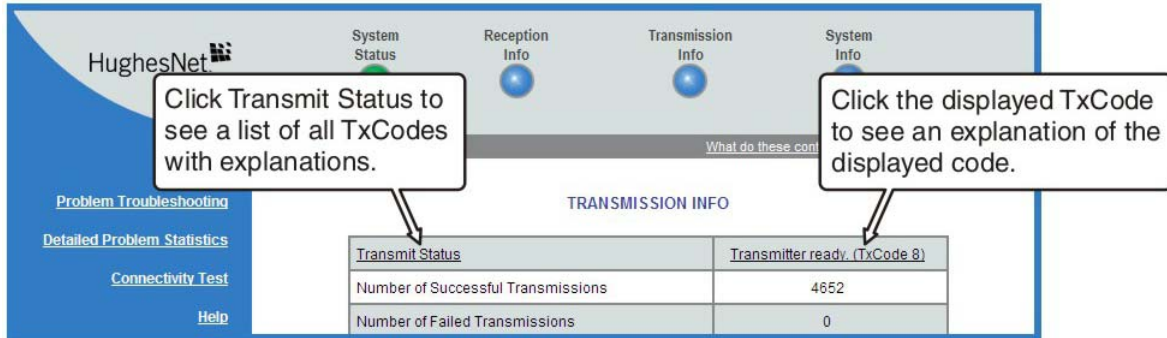 HughesNet.
System
Status
Reception
Info
Transmission
Info
System
Info
Click Transmit Status to
see a list of all TxCodes
with explanations.
Click the displayed TxCode
to see an explanation of the
displayed code.
What do these
Problem Troubleshooting
Detailed Problem Statistics
Connectivity Test
Help
TRANSMISSION INFO
Transmit Status Transmitter ready. (TxCode 8)
Number of Successful Transmissions 4652
Number of Failed Transmissions 0